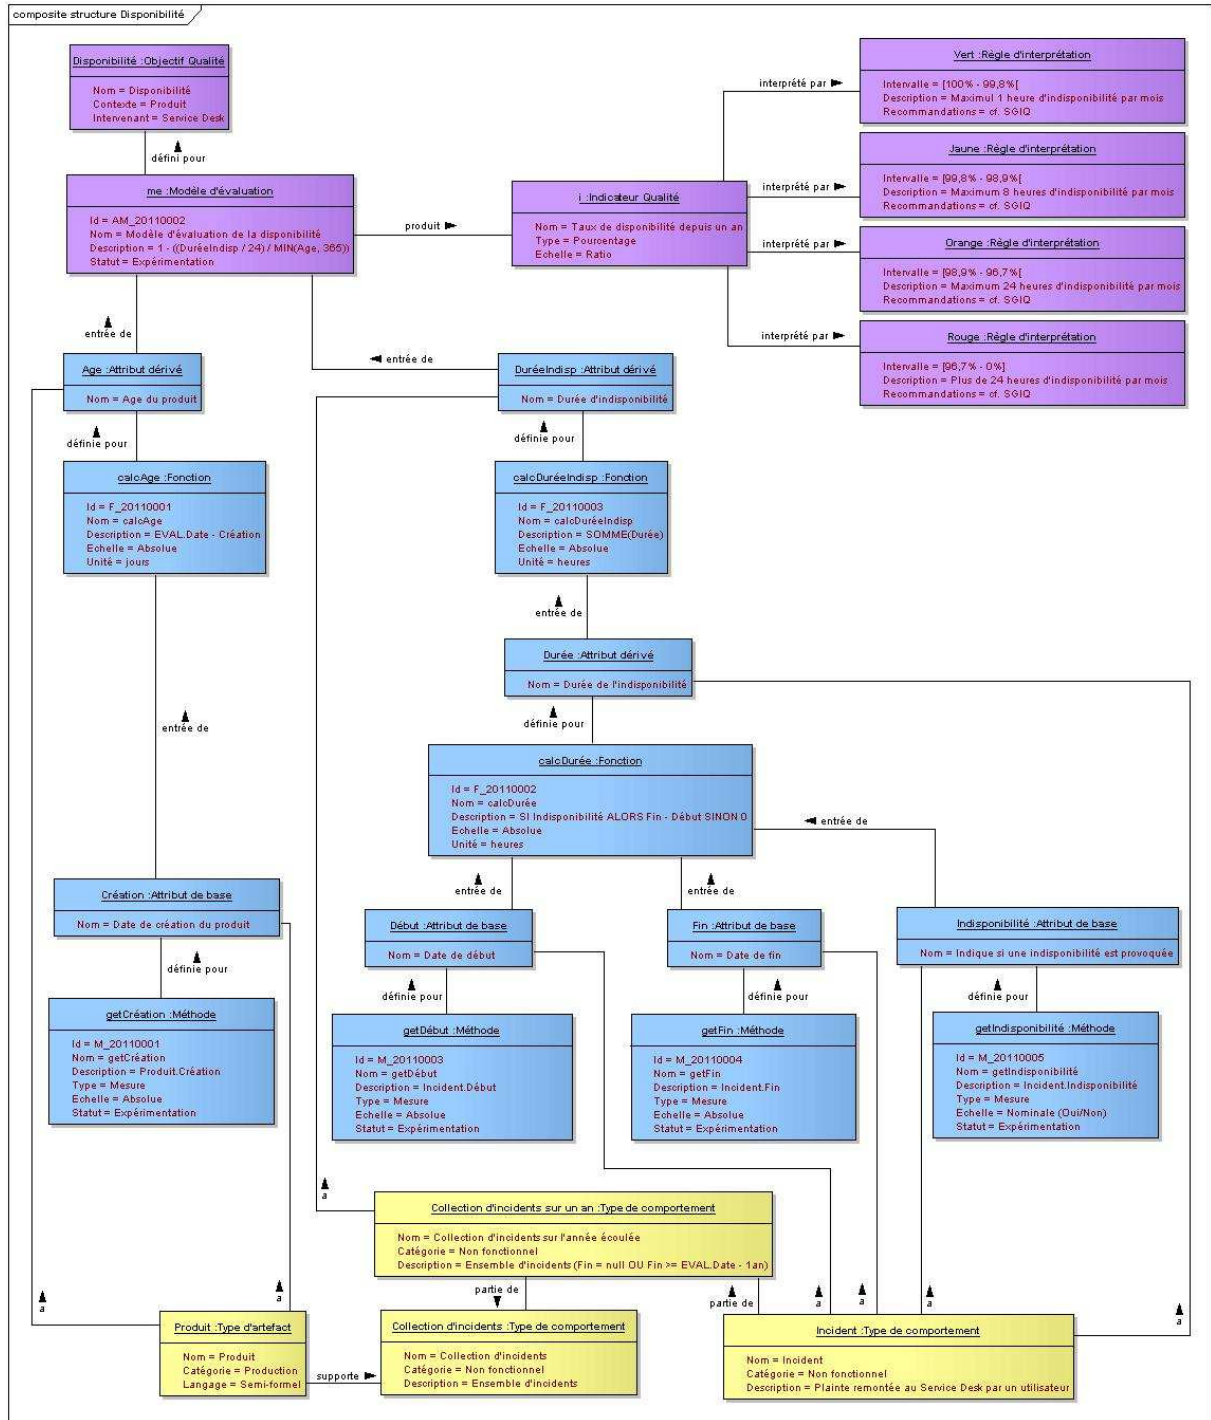 composite structure Disponibilité
Disponibilité :Objectif Qualité
Nom = Disponibilité
Contexte = Produit
Intervenant = Service Desk
défini pour
me :Modèle d'évaluation
Id = AM_20110002
Nom = Modèle d'évaluation de la disponibilité
Description = 1 - ((DuréeIndisp / 24) / MIN(Age, 365))
Statut = Expérimentation
produit
i :Indicateur Qualité
Nom = Taux de disponibilité depuis un an
Type = Pourcentage
Echelle = Ratio
interprété par
Vert :Règle d'interprétation
Intervalle = [100% - 99,8%[
Description = Maximul 1 heure d'indisponibilité par mois
Recommandations = cf. SGIQ
interprété par
Jaune :Règle d'interprétation
Intervalle = [99,8% - 98,9%[
Description = Maximum 8 heures d'indisponibilité par mois
Recommandations = cf. SGIQ
interprété par
Orange :Règle d'interprétation
Intervalle = [98,9% - 96,7%[
Description = Maximum 24 heures d'indisponibilité par mois
Recommandations = cf. SGIQ
interprété par
Rouge :Règle d'interprétation
Intervalle = [96,7% - 0%]
Description = Plus de 24 heures d'indisponibilité par mois
Recommandations = cf. SGIQ
entrée de
entrée de
Age :Attribut dérivé
Nom = Age du produit
DuréeIndisp :Attribut dérivé
Nom = Durée d'indisponibilité
définie pour
définie pour
calcAge :Fonction
Id = F_20110001
Nom = calcAge
Description = EVAL.Date - Création
Echelle = Absolue
Unité = jours
calcDuréeIndisp :Fonction
Id = F_20110003
Nom = calcDuréeIndisp
Description = SOMME(Durée)
Echelle = Absolue
Unité = heures
entrée de
Durée :Attribut dérivé
Nom = Durée de l'indisponibilité
entrée de
définie pour
calcDurée :Fonction
Id = F_20110002
Nom = calcDurée
Description = SI Indisponibilité ALORS Fin - Début SINON 0
Echelle = Absolue
Unité = heures
entrée de
entrée de
entrée de
Création :Attribut de base
Nom = Date de création du produit
Début :Attribut de base
Nom = Date de début
Fin :Attribut de base
Nom = Date de fin
Indisponibilité :Attribut de base
Nom = Indique si une indisponibilité est provoquée
définie pour
définie pour
définie pour
définie pour
getCréation :Méthode
Id = M_20110001
Nom = getCréation
Description = Produit.Création
Type = Mesure
Echelle = Absolue
Statut = Expérimentation
getDébut :Méthode
Id = M_20110003
Nom = getDébut
Description = Incident.Début
Type = Mesure
Echelle = Absolue
Statut = Expérimentation
getFin :Méthode
Id = M_20110004
Nom = getFin
Description = Incident.Fin
Type = Mesure
Echelle = Absolue
Statut = Expérimentation
getIndisponibilité :Méthode
Id = M_20110005
Nom = getIndisponibilité
Description = Incident.Indisponibilité
Type = Mesure
Echelle = Nominale (Oui/Non)
Statut = Expérimentation
a
Collection d'incidents sur un an :Type de comportement
Nom = Collection d'incidents sur l'année écoulée
Catégorie = Non fonctionnel
Description = Ensemble d'incidents (Fin = null OU Fin >= EVAL.Date - 1an)
a
a
partie de
partie de
a
a
a
a
Produit :Type d'artefact
Nom = Produit
Catégorie = Production
Langage = Semi-formel
supporte
Collection d'incidents :Type de comportement
Nom = Collection d'incidents
Catégorie = Non fonctionnel
Description = Ensemble d'incidents
Incident :Type de comportement
Nom = Incident
Catégorie = Non fonctionnel
Description = Plainte remontée au Service Desk par un utilisateur